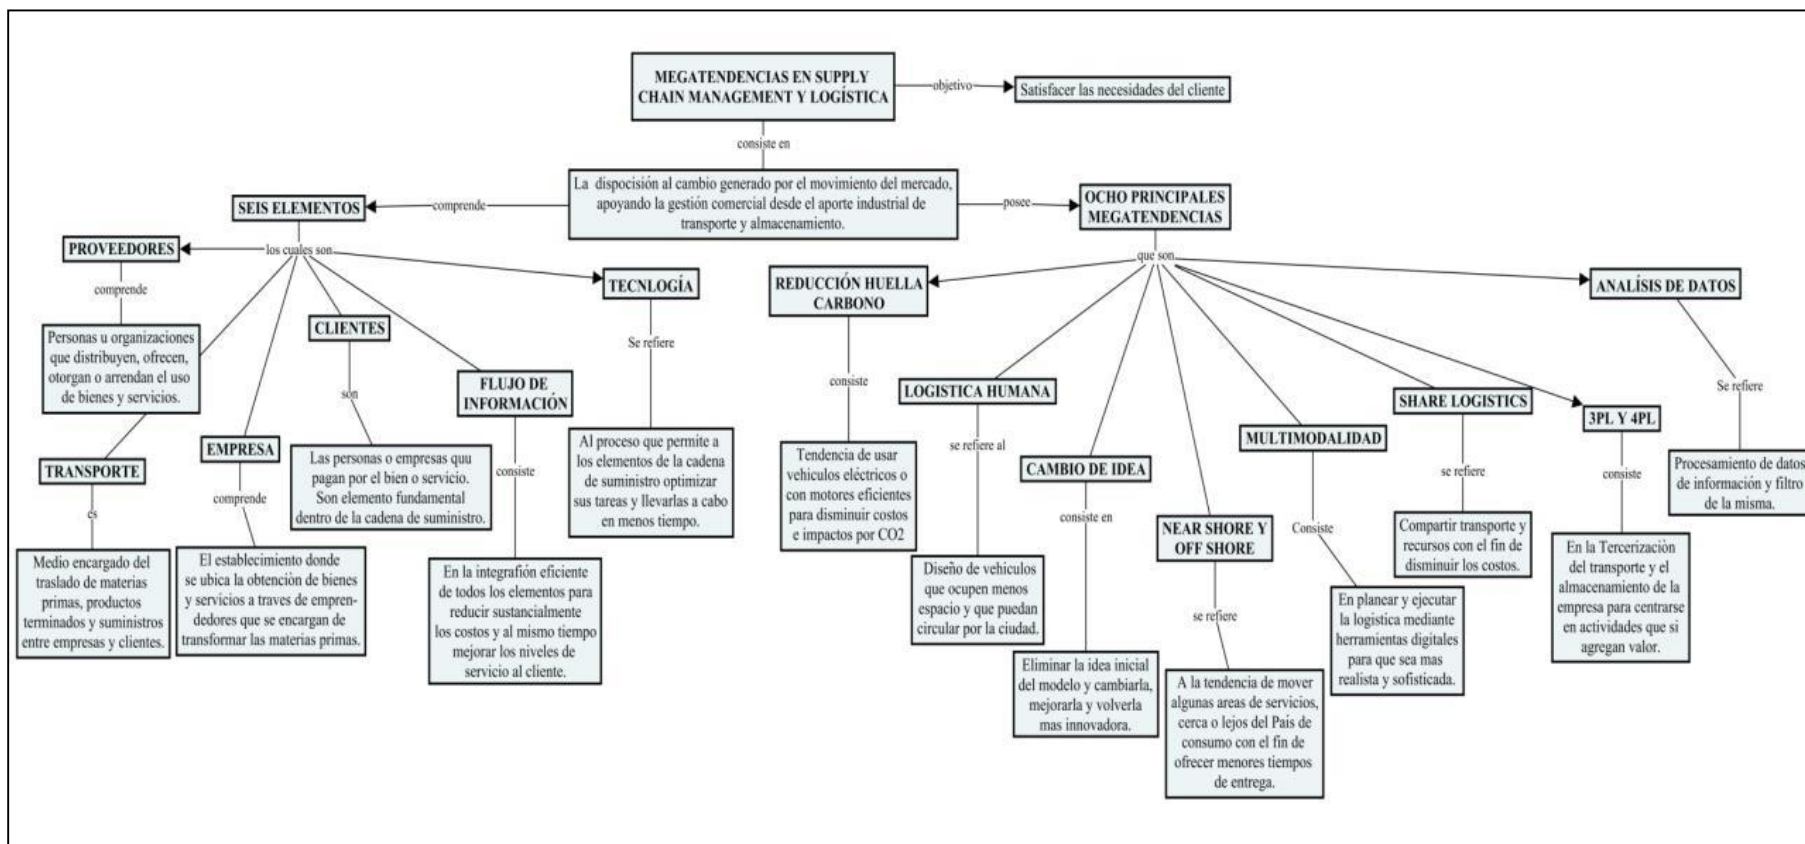 MEGATENDENCIAS EN SUPPLY
CHAIN MANAGEMENT Y LOGÍSTICA
objetivo
Satisfacer las necesidades del cliente
consiste en
La dispocisión al cambio generado por el movimiento del mercado,
apoyando la gestión comercial desde el aporte industrial de
transporte y almacenamiento.
comprende
SEIS ELEMENTOS
los cuales son
PROVEEDORES
comprende
Personas u organizaciones
que distribuyen, ofrecen,
otorgan o arrendan el uso
de bienes y servicios.
TRANSPORTE
es
Medio encargado del
traslado de materias
primas, productos
terminados y suministros
entre empresas y clientes.
EMPRESA
comprende
El establecimiento donde
se ubica la obtención de bienes
y servicios a traves de empren-
dedores que se encargan de
transformar las materias primas.
CLIENTES
son
Las personas o empresas quu
pagan por el bien o servicio.
Son elemento fundamental
dentro de la cadena de suministro.
FLUJO DE
INFORMACIÓN
consiste
En la integrafión eficiente
de todos los elementos para
reducir sustancialmente
los costos y al mismo tiempo
mejorar los niveles de
servicio al cliente.
TECNLOGÍA
Se refiere
Al proceso que permite a
los elementos de la cadena
de suministro optimizar
sus tareas y llevarlas a cabo
en menos tiempo.
posee
OCHO PRINCIPALES
MEGATENDENCIAS
que son
REDUCCIÓN HUELLA
CARBONO
consiste
Tendencia de usar
vehiculos eléctricos o
con motores eficientes
para disminuir costos
e impactos por CO2
LOGISTICA HUMANA
se refiere al
Diseño de vehiculos
que ocupen menos
espacio y que puedan
circular por la ciudad.
CAMBIO DE IDEA
consiste en
Eliminar la idea inicial
del modelo y cambiarla,
mejorarla y volverla
mas innovadora.
NEAR SHORE Y
OFF SHORE
se refiere
A la tendencia de mover
algunas areas de servicios,
cerca o lejos del Pais de
consumo con el fin de
ofrecer menores tiempos
de entrega.
MULTIMODALIDAD
Consiste
En planear y ejecutar
la logistica mediante
herramientas digitales
para que sea mas
realista y sofisticada.
SHARE LOGISTICS
se refiere
Compartir transporte y
recursos con el fin de
disminuir los costos.
3PL Y 4PL
consiste
En la Tercerización
del transporte y el
almacenamiento de la
empresa para centrarse
en actividades que si
agregan valor.
ANALÍSIS DE DATOS
Se refiere
Procesamiento de datos
de información y filtro
de la misma.